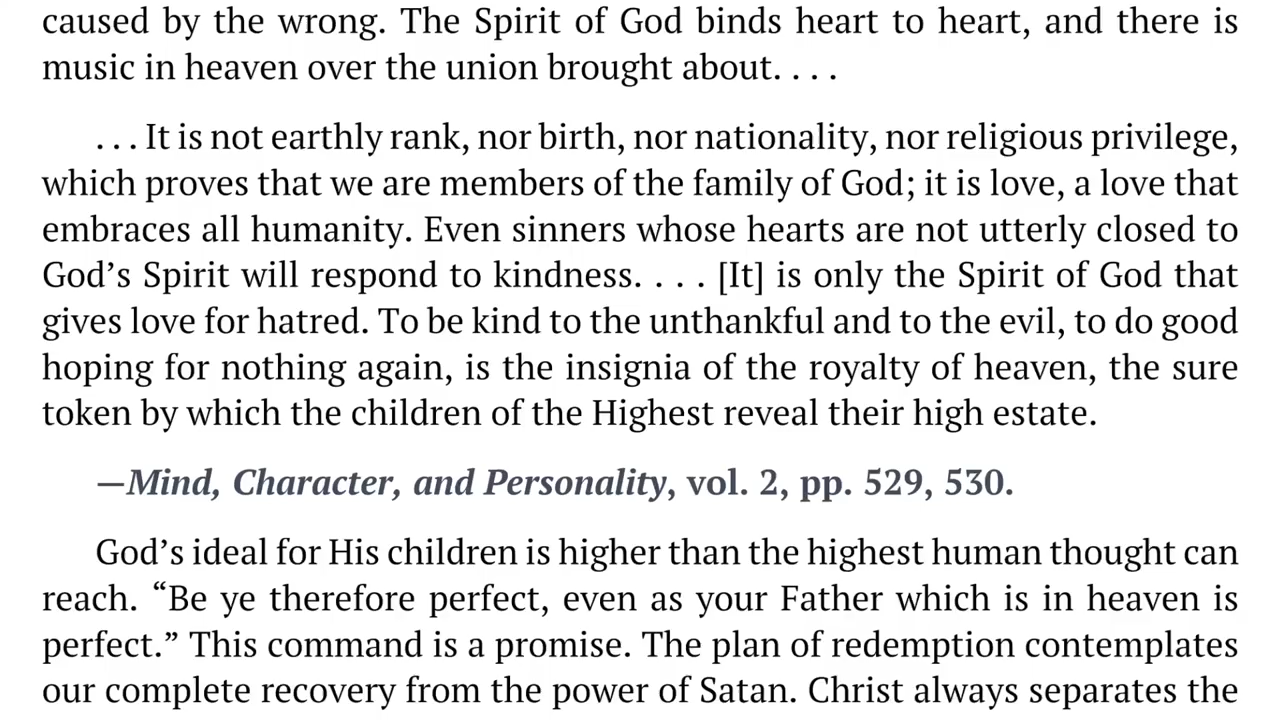 caused by the wrong. The Spirit of God binds heart to heart, and there is
music in heaven over the union brought about. . . .
. . . It is not earthly rank, nor birth, nor nationality, nor religious privilege,
which proves that we are members of the family of God; it is love, a love that
embraces all humanity. Even sinners whose hearts are not utterly closed to
God’s Spirit will respond to kindness. . . . [It] is only the Spirit of God that
gives love for hatred. To be kind to the unthankful and to the evil, to do good
hoping for nothing again, is the insignia of the royalty of heaven, the sure
token by which the children of the Highest reveal their high estate.
—Mind, Character, and Personality, vol. 2, pp. 529, 530.
God’s ideal for His children is higher than the highest human thought can
reach. “Be ye therefore perfect, even as your Father which is in heaven is
perfect.” This command is a promise. The plan of redemption contemplates
our complete recovery from the power of Satan. Christ always separates the